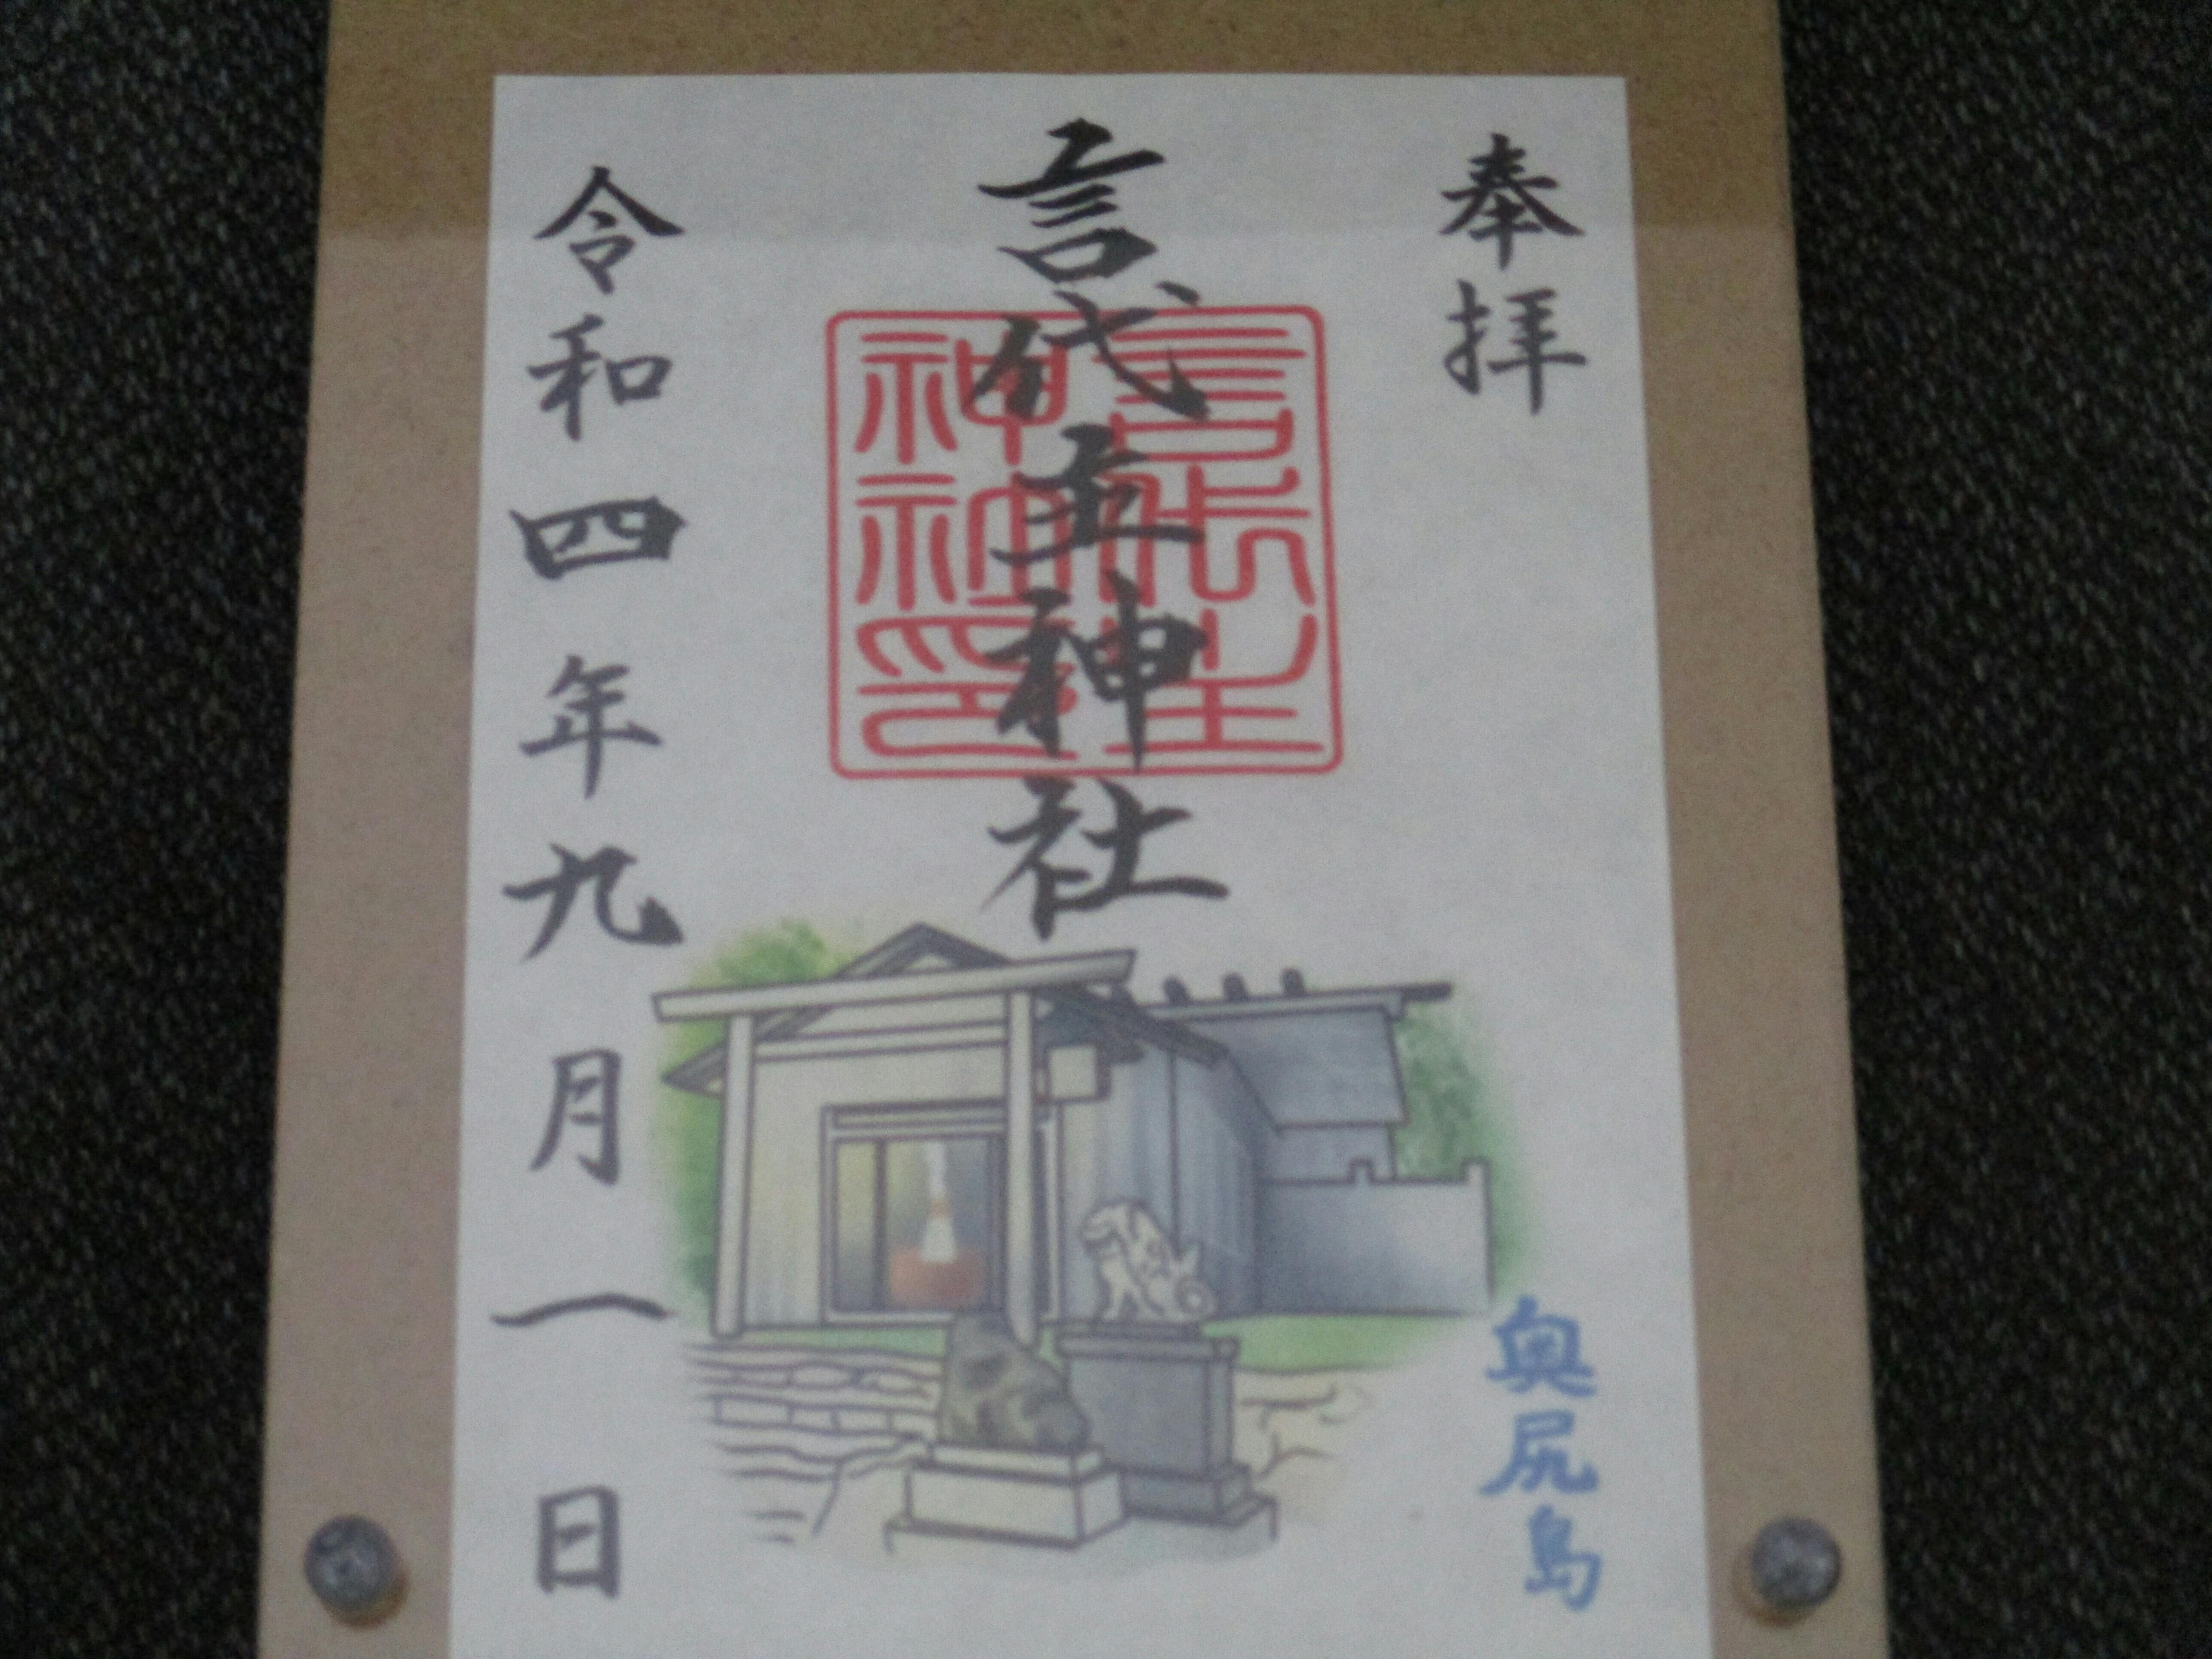 奉拝
言代主神社
令和四年九月一日
奥尻島